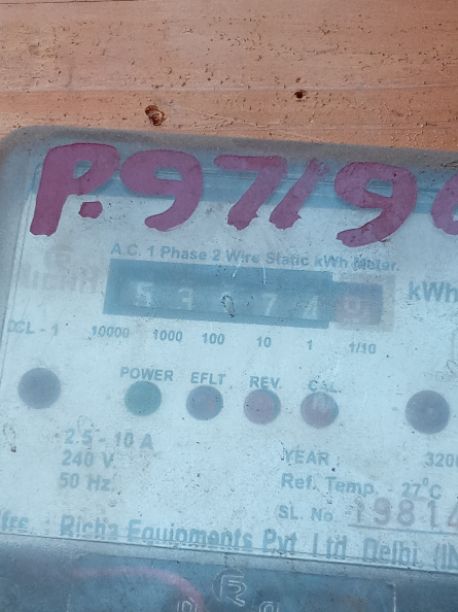 P.97196
A.C. 1 Phase 2 Wire Static kWh Meter.
kWh
CL - 1 10000 1000 100 10 1 1/10
POWER EFLT REV. CAL.
2.5 - 10 A
240 V
50 Hz
YEAR : 3200
Ref. Temp. 27°C
SL. No. 19814
Richa Equipments Pvt Ltd Delhi